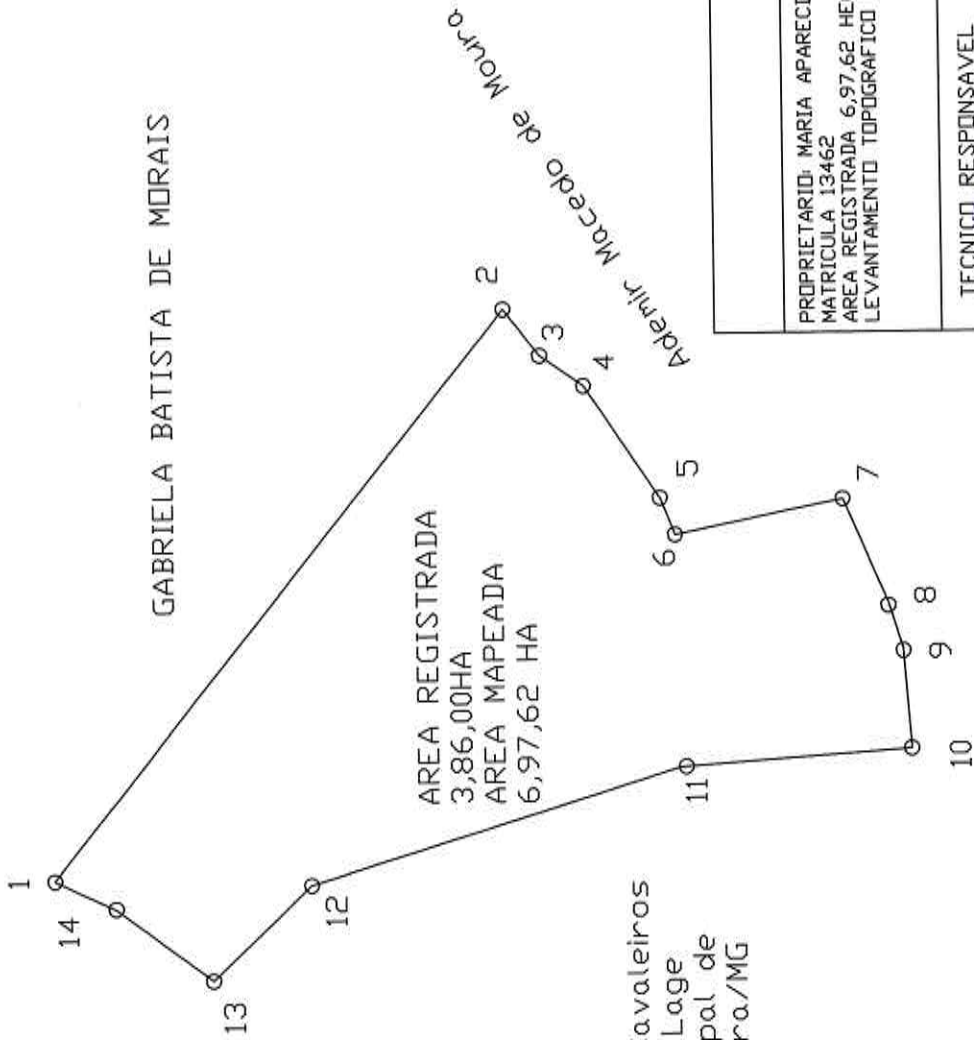 GABRIELA BATISTA DE MORAIS
Ademir Macedo de Moura
1
14
13
12
2
3
4
5
6
7
8
9
10
11
AREA REGISTRADA
3,86,00HA
AREA MAPEADA
6,97,62 HA
avaleiros
Lage
pal de
ra/MG
PROPRIETARIO: MARIA APARECI
MATRICULA 13462
AREA REGISTRADA 6,97,62 HE
LEVANTAMENTO TOPOGRAFICO
TECNICO RESPONSAVEL